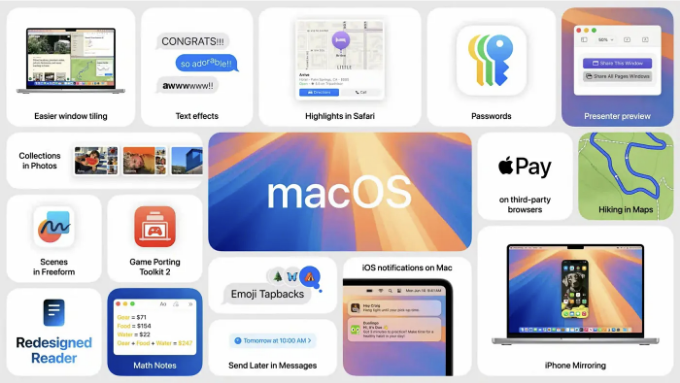 Easier window tiling
CONGRATS!!!
so adorable!!
awwwwww!!
Text effects
Highlights in Safari
Passwords
Share This Window
Share All Pages Windows
Presenter preview
Collections
in Photos
macOS
Pay
on third-party
browsers
Hiking in Maps
Scenes
in Freeform
Game Porting
Toolkit 2
Emoji Tapbacks
iOS notifications on Mac
Redesigned
Reader
Gear = $71
Food = $154
Water = $22
Gear + Food + Water = $247
Math Notes
Tomorrow at 10:00 AM >
Send Later in Messages
iPhone Mirroring